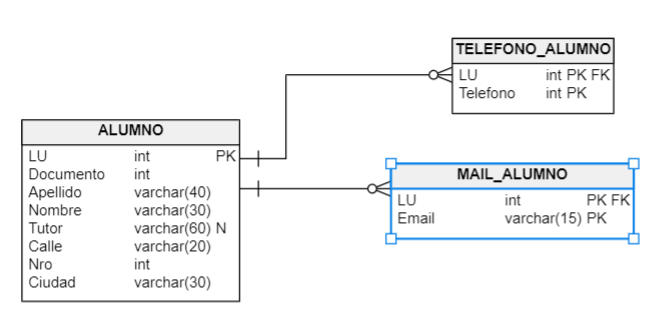 TELEFONO_ALUMNO
LU int PK FK
Telefono int PK
ALUMNO
LU int PK
Documento int
Apellido varchar(40)
Nombre varchar(30)
Tutor varchar(60) N
Calle varchar(20)
Nro int
Ciudad varchar(30)
MAIL_ALUMNO
LU int PK FK
Email varchar(15) PK